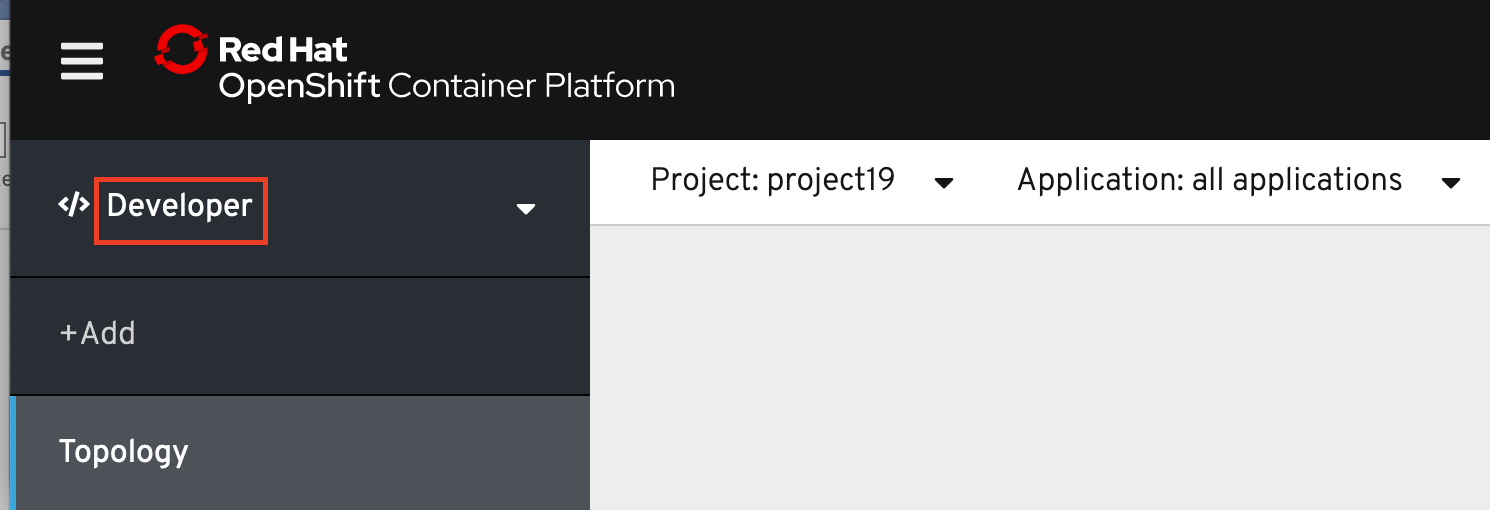 Red Hat
OpenShift Container Platform
</> Developer
Project: project19
Application: all applications
+Add
Topology